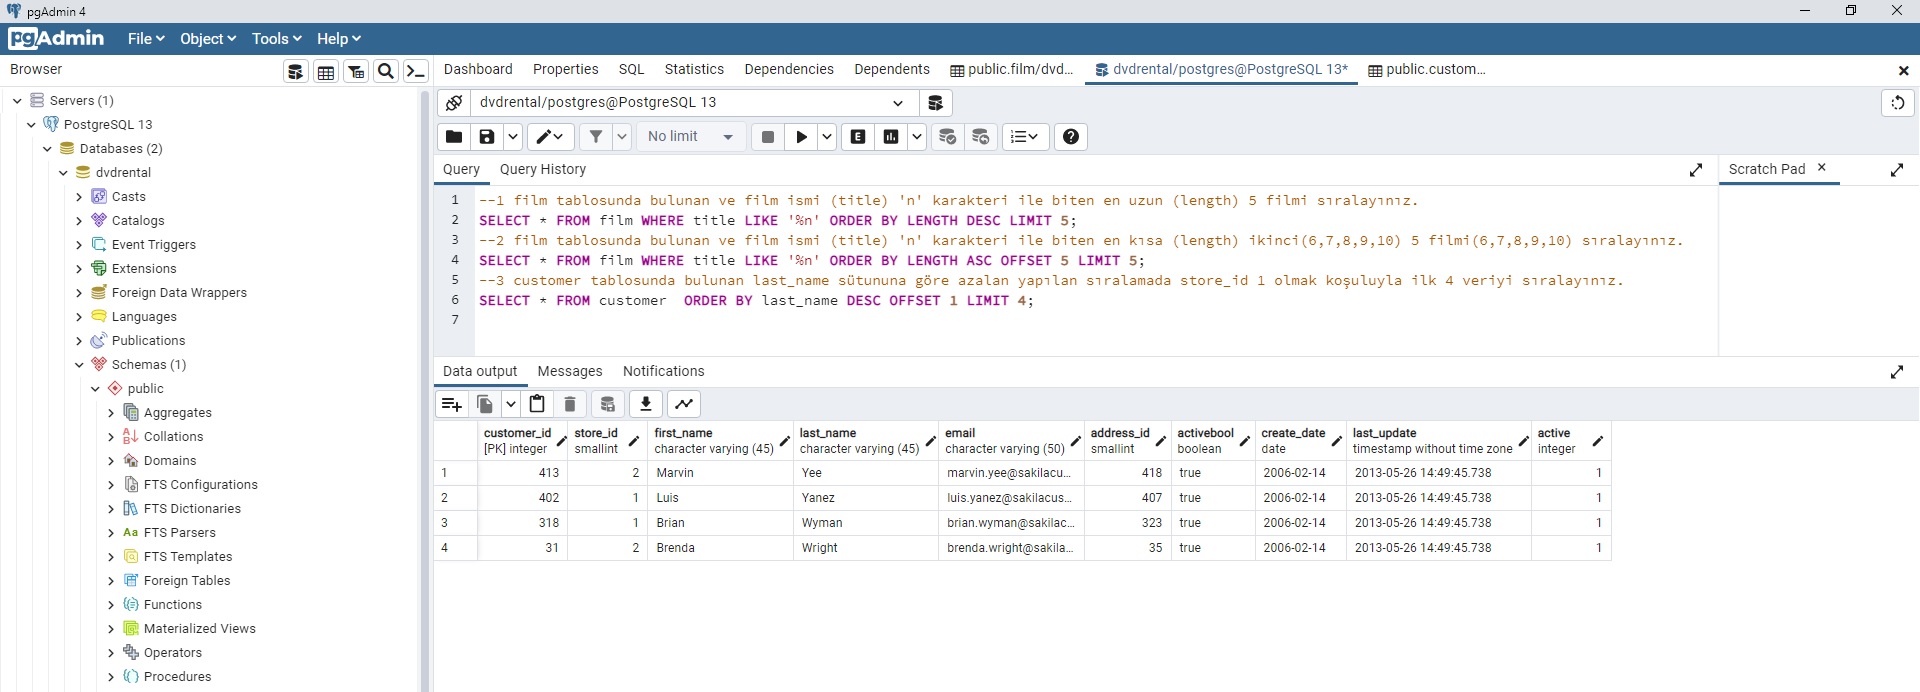 pgAdmin 4
pgAdmin File Object Tools Help
Browser
Dashboard Properties SQL Statistics Dependencies Dependents public.film/dvd... dvdrental/postgres@PostgreSQL 13* public.custom...
Servers (1)
PostgreSQL 13
Databases (2)
dvdrental
Casts
Catalogs
Event Triggers
Extensions
Foreign Data Wrappers
Languages
Publications
Schemas (1)
public
Aggregates
Collations
Domains
FTS Configurations
FTS Dictionaries
Aa FTS Parsers
FTS Templates
Foreign Tables
Functions
Materialized Views
Operators
Procedures
dvdrental/postgres@PostgreSQL 13
No limit E
Query Query History
Scratch Pad
1 --1 film tablosunda bulunan ve film ismi (title) 'n' karakteri ile biten en uzun (length) 5 filmi sıralayınız.
2 SELECT * FROM film WHERE title LIKE '%n' ORDER BY LENGTH DESC LIMIT 5;
3 --2 film tablosunda bulunan ve film ismi (title) 'n' karakteri ile biten en kısa (length) ikinci(6,7,8,9,10) 5 filmi(6,7,8,9,10) sıralayınız.
4 SELECT * FROM film WHERE title LIKE '%n' ORDER BY LENGTH ASC OFFSET 5 LIMIT 5;
5 --3 customer tablosunda bulunan last_name sütununa göre azalan yapılan sıralamada store_id 1 olmak koşuluyla ilk 4 veriyi sıralayınız.
6 SELECT * FROM customer  ORDER BY last_name DESC OFFSET 1 LIMIT 4;
7
Data output Messages Notifications
customer_id store_id first_name last_name email address_id activebool create_date last_update active
[PK] integer smallint character varying (45) character varying (45) character varying (50) smallint boolean date timestamp without time zone integer
1 413 2 Marvin Yee marvin.yee@sakilacu... 418 true 2006-02-14 2013-05-26 14:49:45.738 1
2 402 1 Luis Yanez luis.yanez@sakilacus... 407 true 2006-02-14 2013-05-26 14:49:45.738 1
3 318 1 Brian Wyman brian.wyman@sakilac... 323 true 2006-02-14 2013-05-26 14:49:45.738 1
4 31 2 Brenda Wright brenda.wright@sakila... 35 true 2006-02-14 2013-05-26 14:49:45.738 1